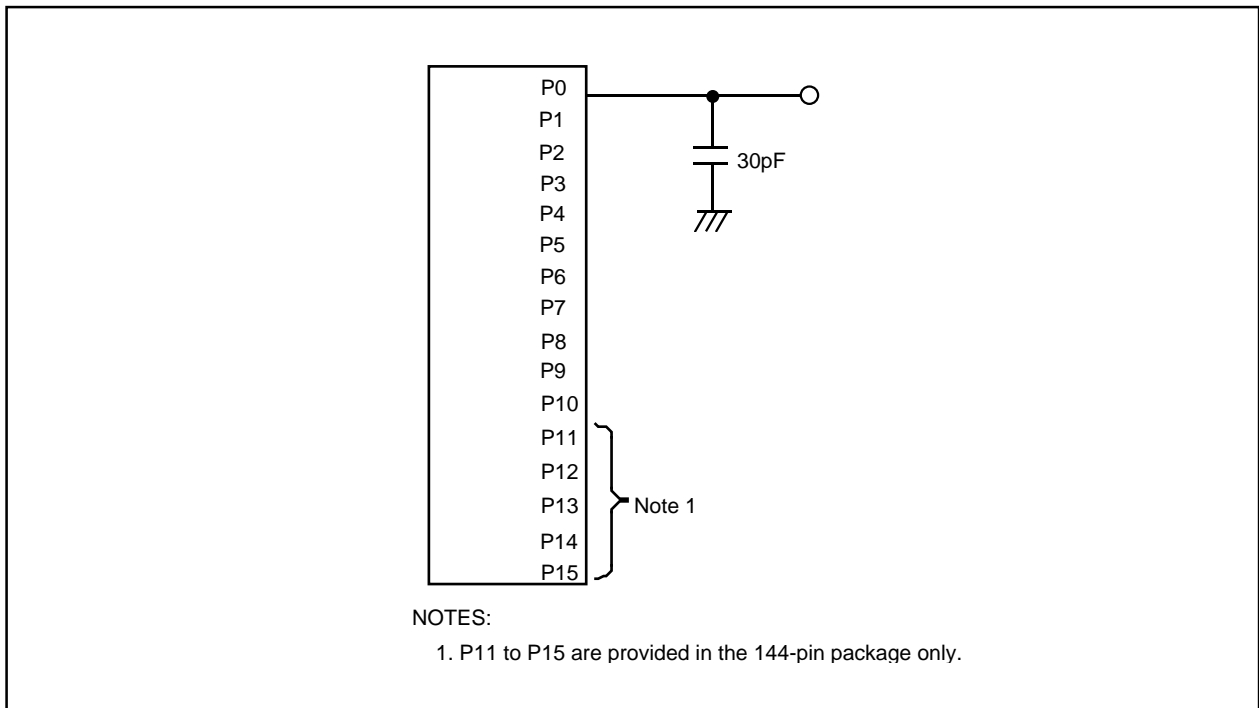 P0
P1
P2
30pF
P3
P4
P5
P6
P7
P8
P9
P10
P11
P12
P13
Note 1
P14
P15
NOTES:
1. P11 to P15 are provided in the 144-pin package only.